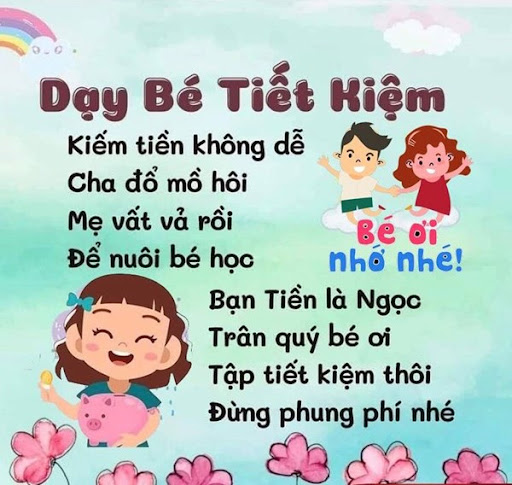 Dạy Bé Tiết Kiệm
Kiếm tiền không dễ
Cha đổ mồ hôi
Mẹ vất vả rồi
Để nuôi bé học
Bé ơi
nhớ nhé!
Bạn Tiền là Ngọc
Trân quý bé ơi
Tập tiết kiệm thôi
Đừng phung phí nhé